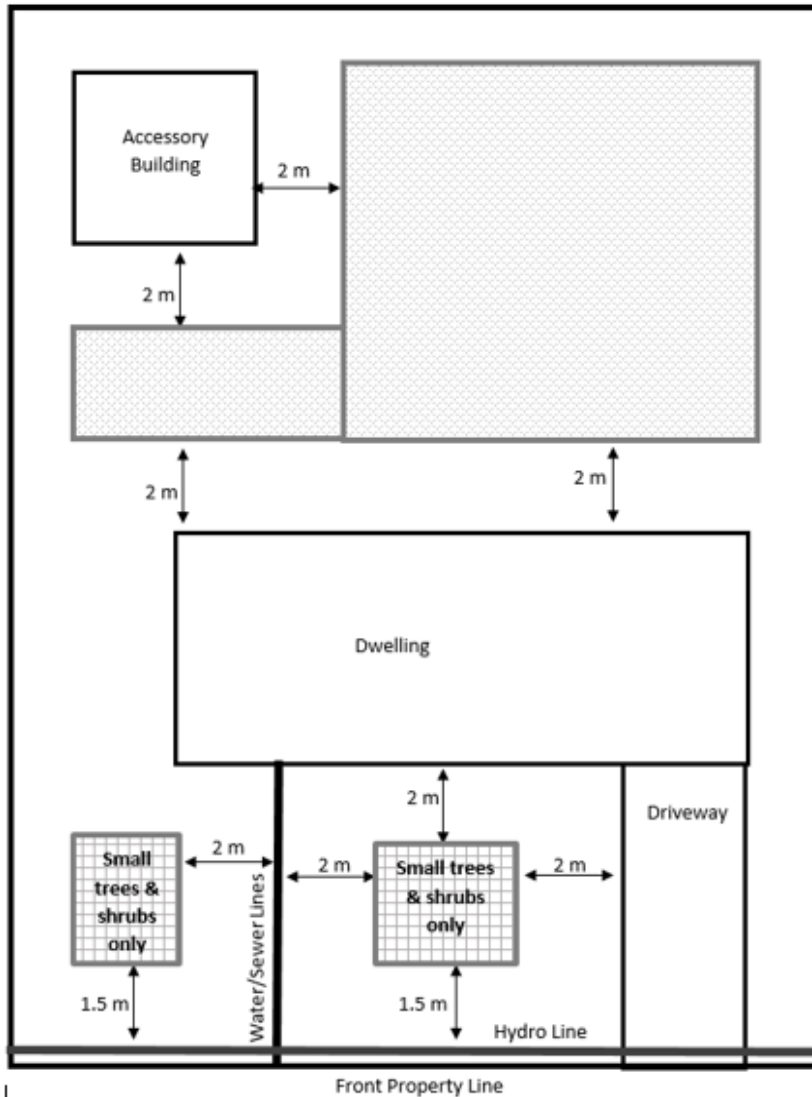 Accessory
Building
2 m
2 m
2 m
2 m
Dwelling
2 m
Driveway
Small
trees &
shrubs
only
2 m
Water/Sewer Lines
2 m
Small trees
& shrubs
only
2 m
1.5 m
1.5 m
Hydro Line
Front Property Line